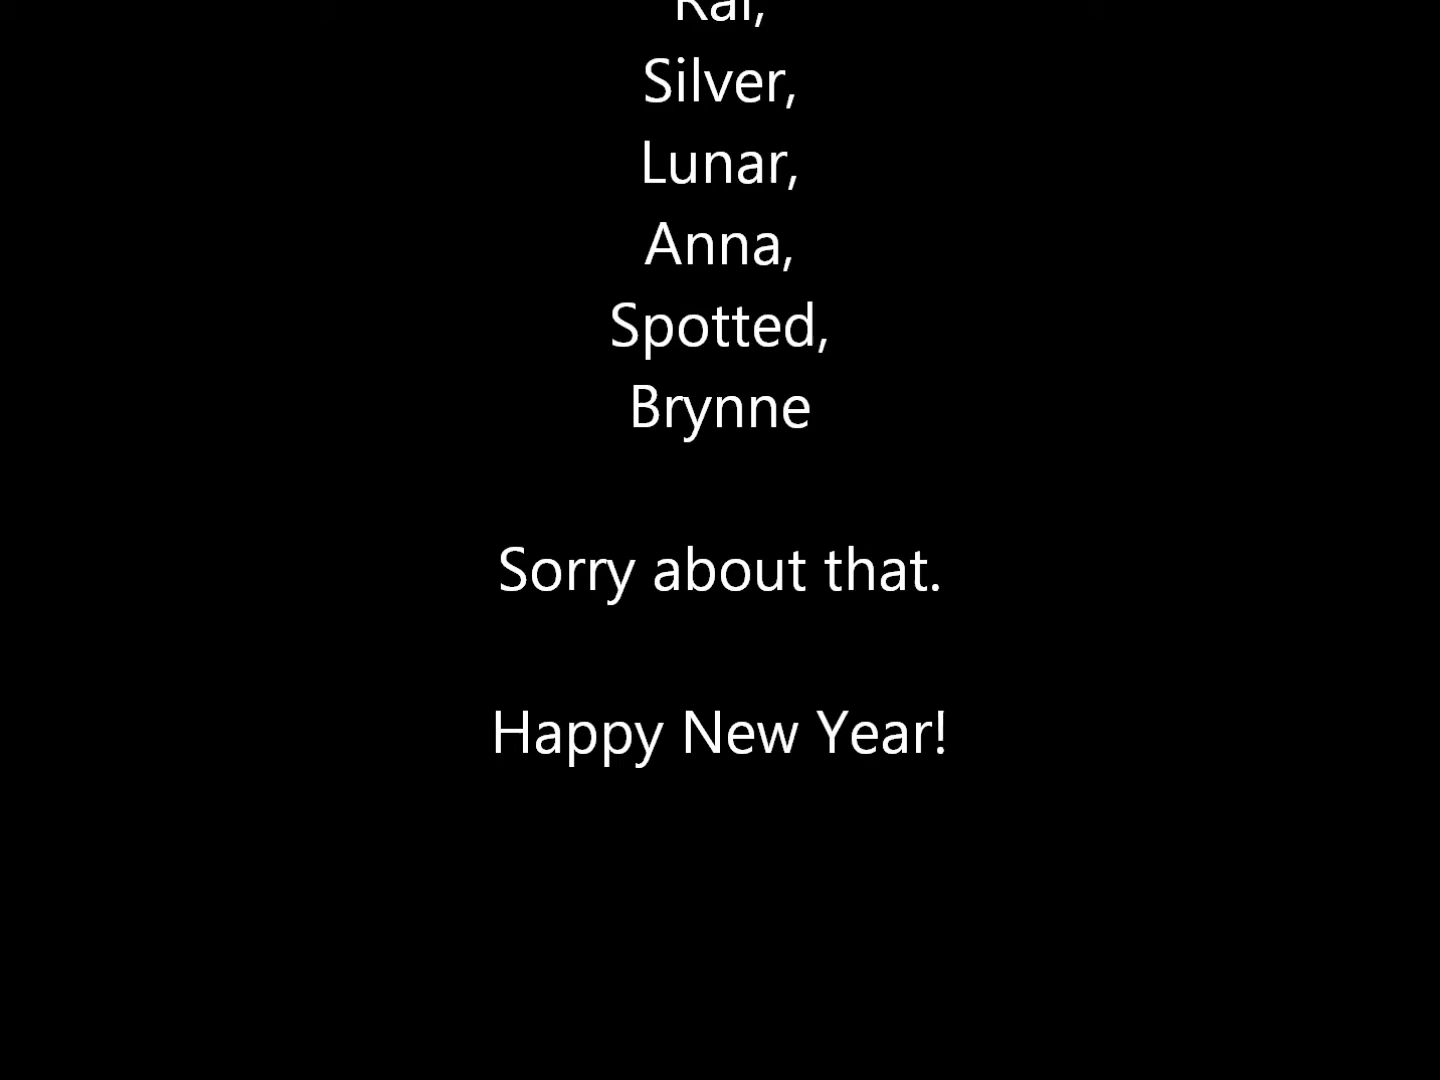 Silver,
Lunar,
Anna,
Spotted,
Brynne
Sorry about that.
Happy New Year!